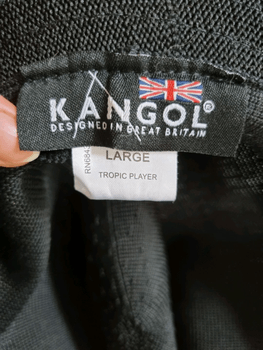 KANGOL®
DESIGNED IN GREAT BRITAIN
LARGE
TROPIC PLAYER